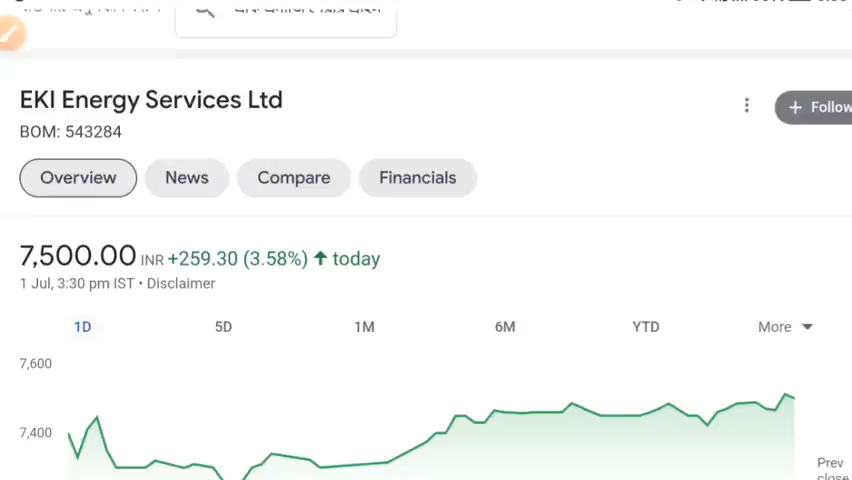 EKI Energy Services Ltd
BOM: 543284
+ Follow
Overview News Compare Financials
7,500.00 INR +259.30 (3.58%) ↑ today
1 Jul, 3:30 pm IST • Disclaimer
1D 5D 1M 6M YTD More
7,600
7,400
Prev
close